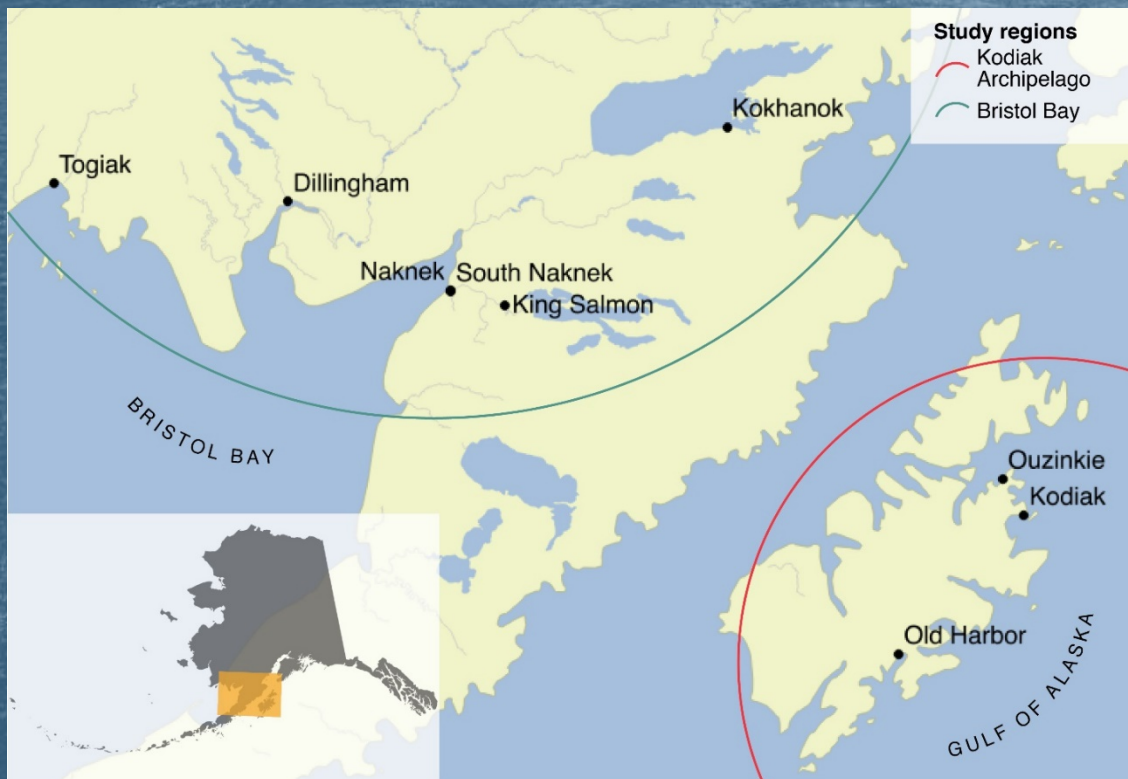 Study regions
Kodiak
Archipelago
Bristol Bay
Kokhanok
Togiak
Dillingham
Naknek
South Naknek
King Salmon
BRISTOL BAY
Ouzinkie
Kodiak
Old Harbor
GULF OF ALASKA